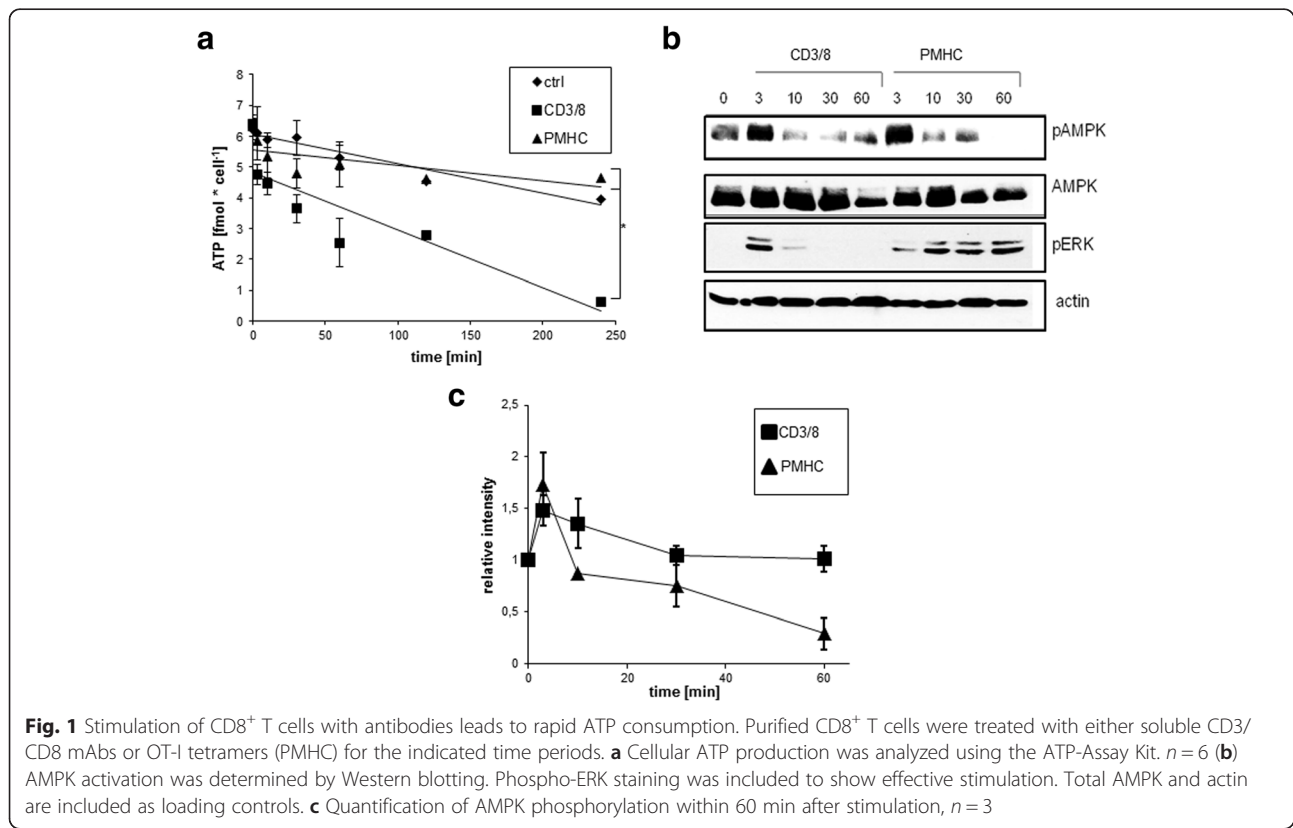 a
8
7
6
5
4
3
2
1
0
ATP [fmol * cell-1]
0
50
100
150
200
250
time [min]
ctrl
CD3/8
PMHC
*
b
CD3/8
PMHC
0 3 10 30 60 3 10 30 60
pAMPK
AMPK
pERK
actin
c
2,5
2
1,5
1
0,5
0
relative intensity
0
20
40
60
time [min]
CD3/8
PMHC
Fig. 1 Stimulation of CD8+ T cells with antibodies leads to rapid ATP consumption. Purified CD8+ T cells were treated with either soluble CD3/
CD8 mAbs or OT-I tetramers (PMHC) for the indicated time periods. a Cellular ATP production was analyzed using the ATP-Assay Kit. n = 6 (b)
AMPK activation was determined by Western blotting. Phospho-ERK staining was included to show effective stimulation. Total AMPK and actin
are included as loading controls. c Quantification of AMPK phosphorylation within 60 min after stimulation, n = 3